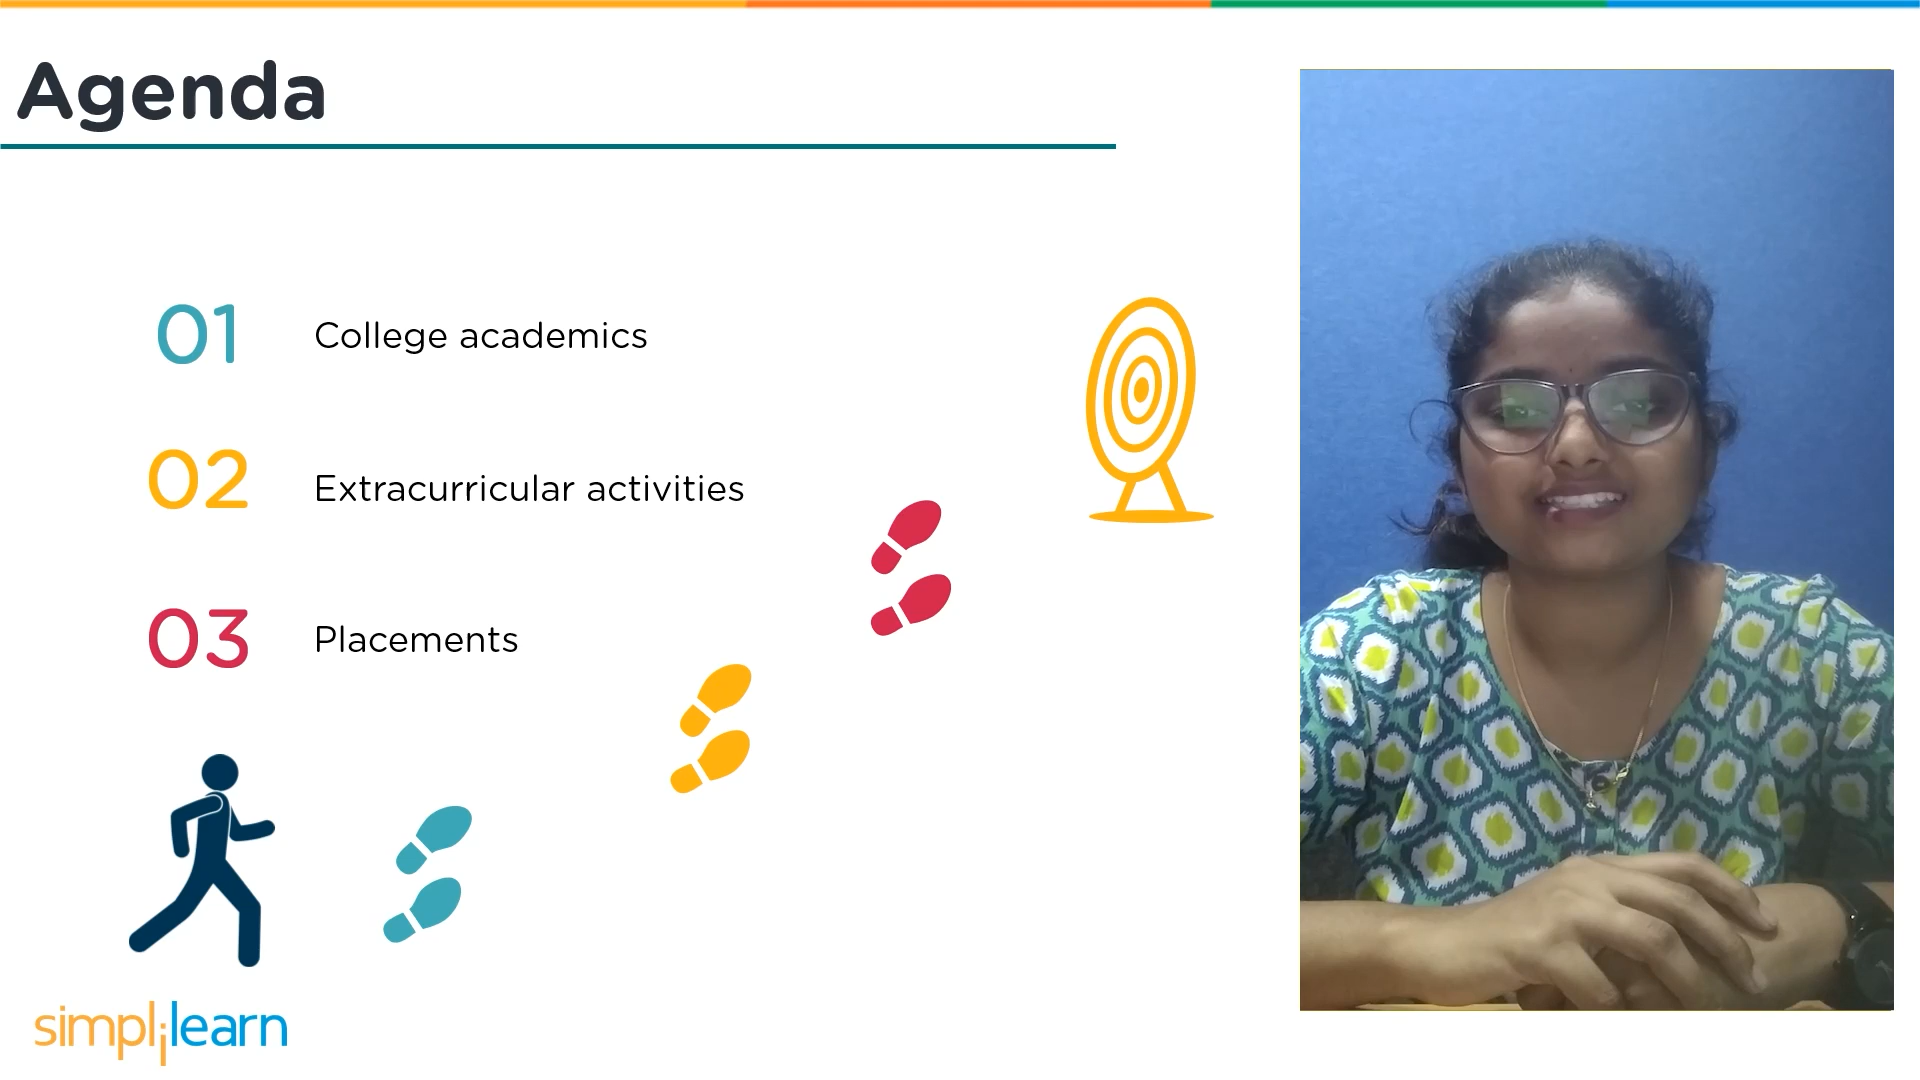 Agenda
01 College academics
02 Extracurricular activities
03 Placements
simplilearn